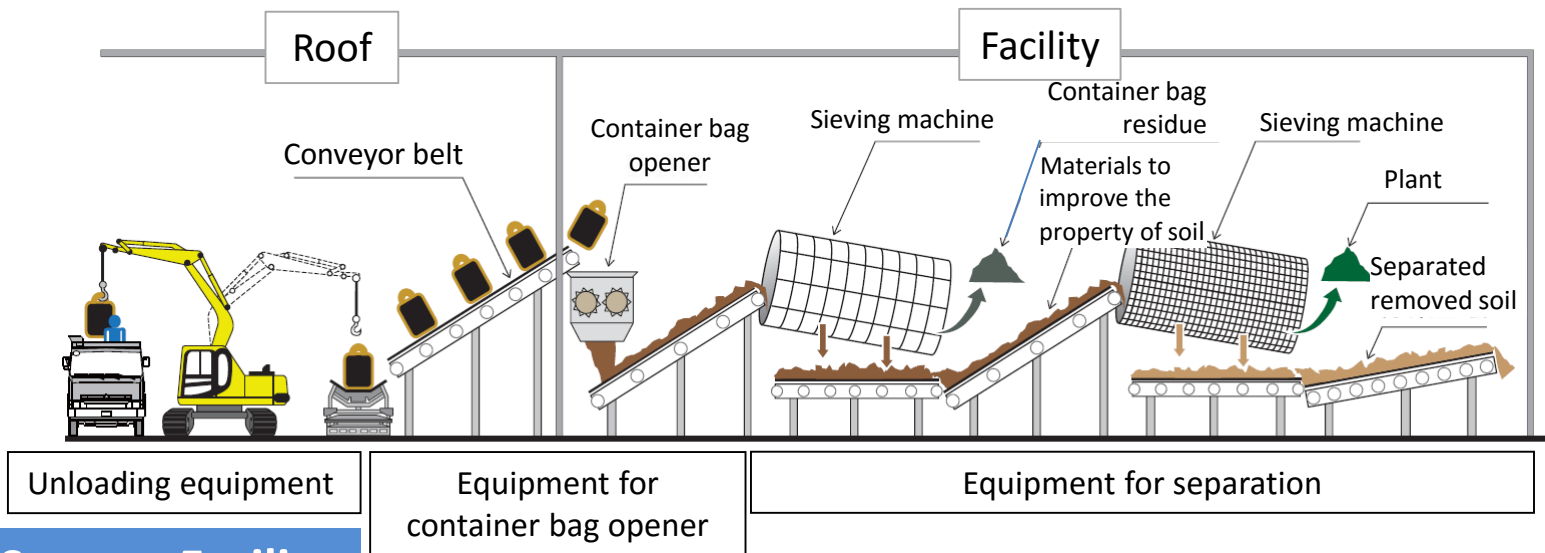 Roof
Facility
Conveyor belt
Container bag
opener
Sieving machine
Container bag
residue
Materials to
improve the
property of soil
Sieving machine
Plant
Separated
removed soil
Unloading equipment
Equipment for
container bag opener
Equipment for separation